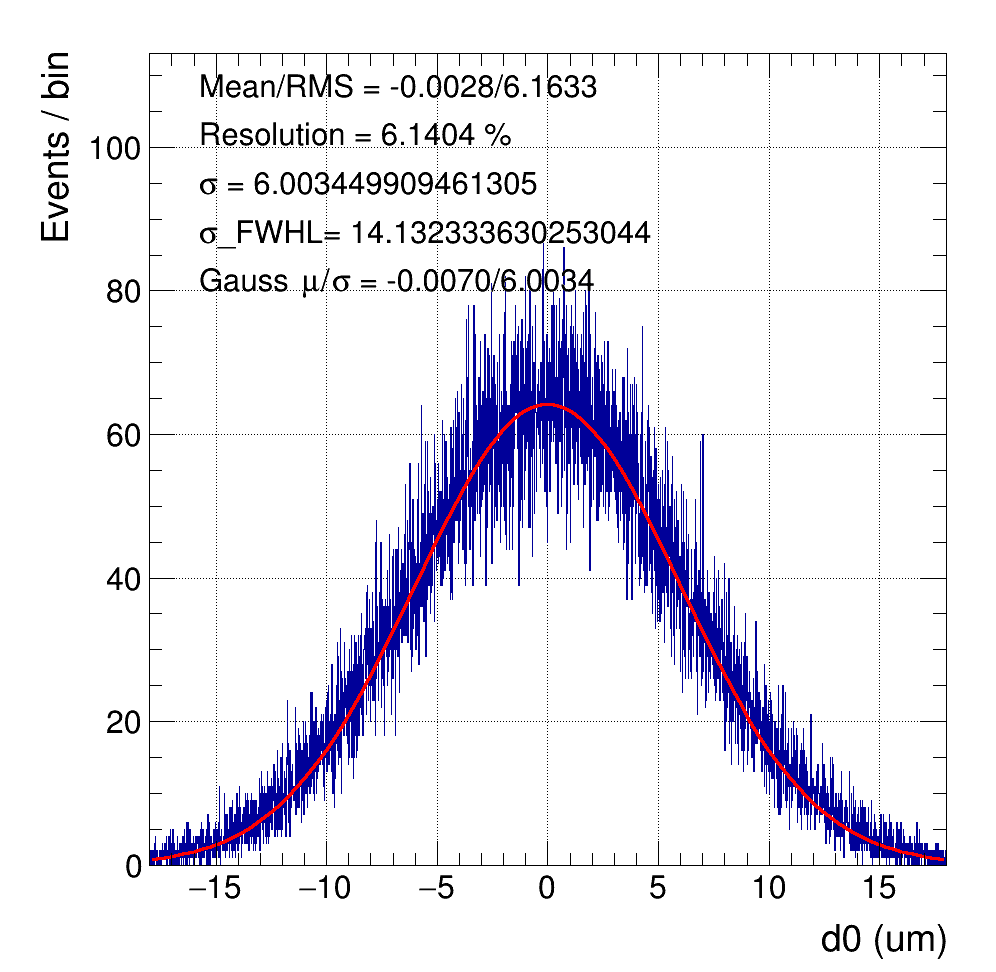 Events / bin
Mean/RMS = -0.0028/6.1633
Resolution = 6.1404 %
σ = 6.003449909461305
σ_FWHL= 14.132333630253044
Gauss μ/σ = -0.0070/6.0034
100
80
60
40
20
0
−15 −10 −5 0 5 10 15
d0 (um)